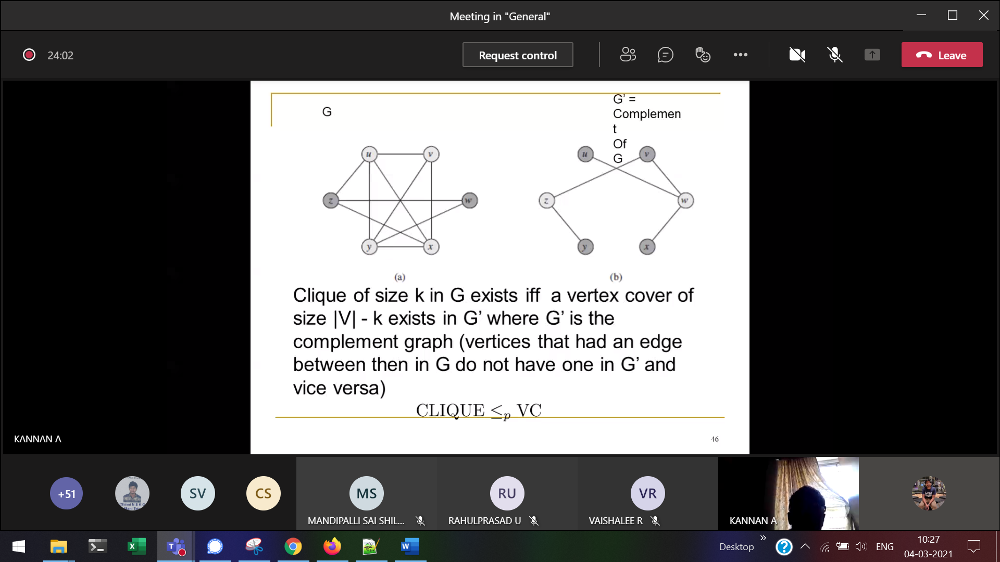 Meeting in "General"
24:02
Request control
Leave
G
G’ =
Complemen
t
Of
G
u
v
z
w
y
x
u
v
z
w
y
x
(a)
(b)
Clique of size k in G exists iff a vertex cover of
size |V| - k exists in G’ where G’ is the
complement graph (vertices that had an edge
between then in G do not have one in G’ and
vice versa)
CLIQUE ≤p VC
46
KANNAN A
+51
SV
CS
MS
RU
VR
Chinni N S K G
Mani Teja
MANDIPALLI SAI SHIL...
RAHULPRASAD U
VAISHALEE R
KANNAN A
Desktop
ENG
10:27
04-03-2021